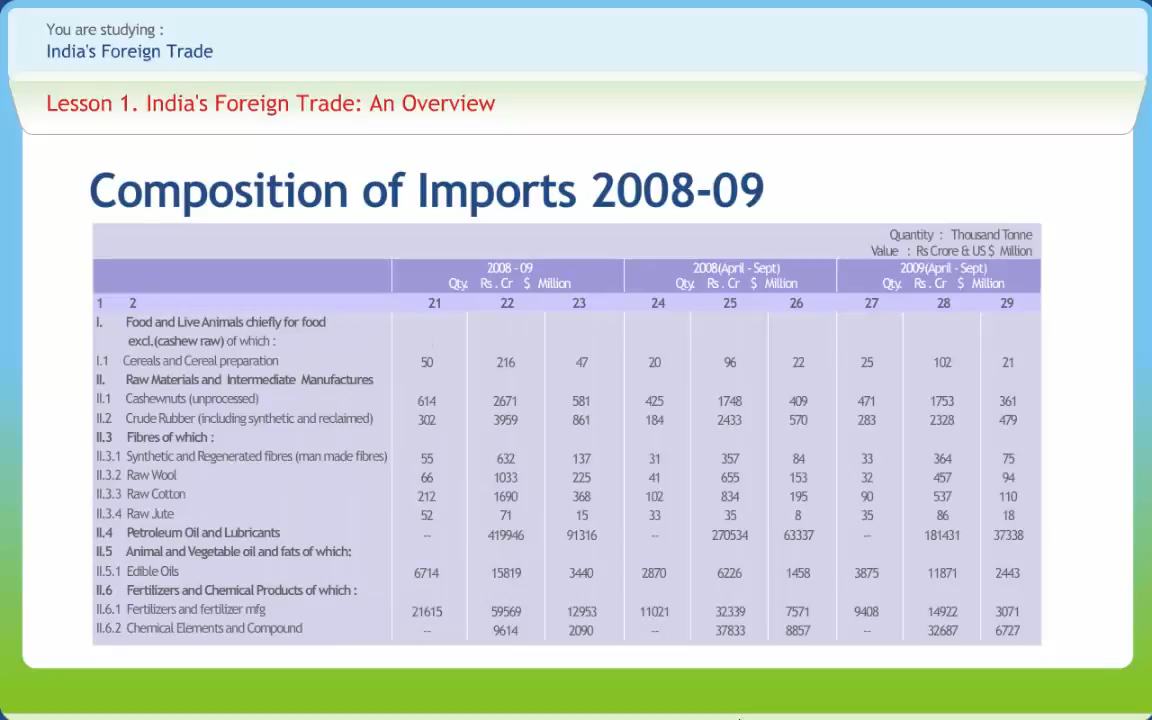 You are studying :
India's Foreign Trade
Lesson 1. India's Foreign Trade: An Overview
Composition of Imports 2008-09
Quantity : Thousand Tonne
Value : Rs Crore & US $ Million
2008 - 09 2008(April - Sept) 2009(April - Sept)
Qty. Rs . Cr $ Million Qty. Rs . Cr $ Million Qty. Rs . Cr $ Million
1 2 21 22 23 24 25 26 27 28 29
I. Food and Live Animals chiefly for food
excl.(cashew raw) of which :
I.1 Cereals and Cereal preparation 50 216 47 20 96 22 25 102 21
II. Raw Materials and Intermediate Manufactures
II.1 Cashewnuts (unprocessed) 614 2671 581 425 1748 409 471 1753 361
II.2 Crude Rubber (including synthetic and reclaimed) 302 3959 861 184 2433 570 283 2328 479
II.3 Fibres of which :
II.3.1 Synthetic and Regenerated fibres (man made fibres) 55 632 137 31 357 84 33 364 75
II.3.2 Raw Wool 66 1033 225 41 655 153 32 457 94
II.3.3 Raw Cotton 212 1690 368 102 834 195 90 537 110
II.3.4 Raw Jute 52 71 15 33 35 8 35 86 18
II.4 Petroleum Oil and Lubricants -- 419946 91316 -- 270534 63337 -- 181431 37338
II.5 Animal and Vegetable oil and fats of which:
II.5.1 Edible Oils 6714 15819 3440 2870 6226 1458 3875 11871 2443
II.6 Fertilizers and Chemical Products of which :
II.6.1 Fertilizers and fertilizer mfg 21615 59569 12953 11021 32339 7571 9408 14922 3071
II.6.2 Chemical Elements and Compound -- 9614 2090 -- 37833 8857 -- 32687 6727